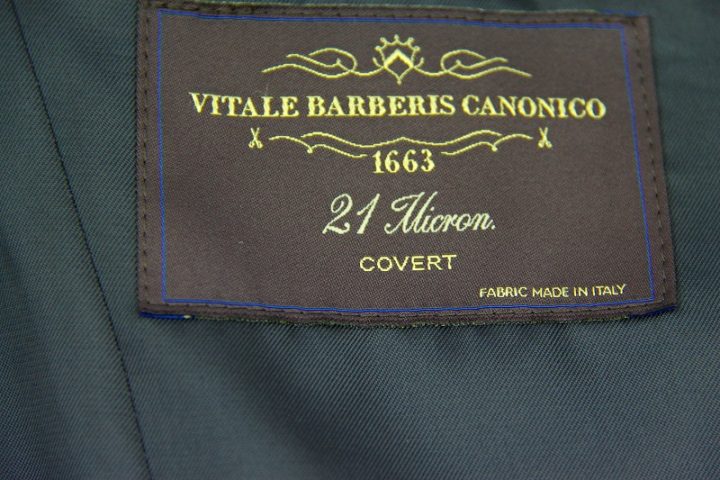 VITALE BARBERIS CANONICO
1663
21 Micron.
COVERT
FABRIC MADE IN ITALY